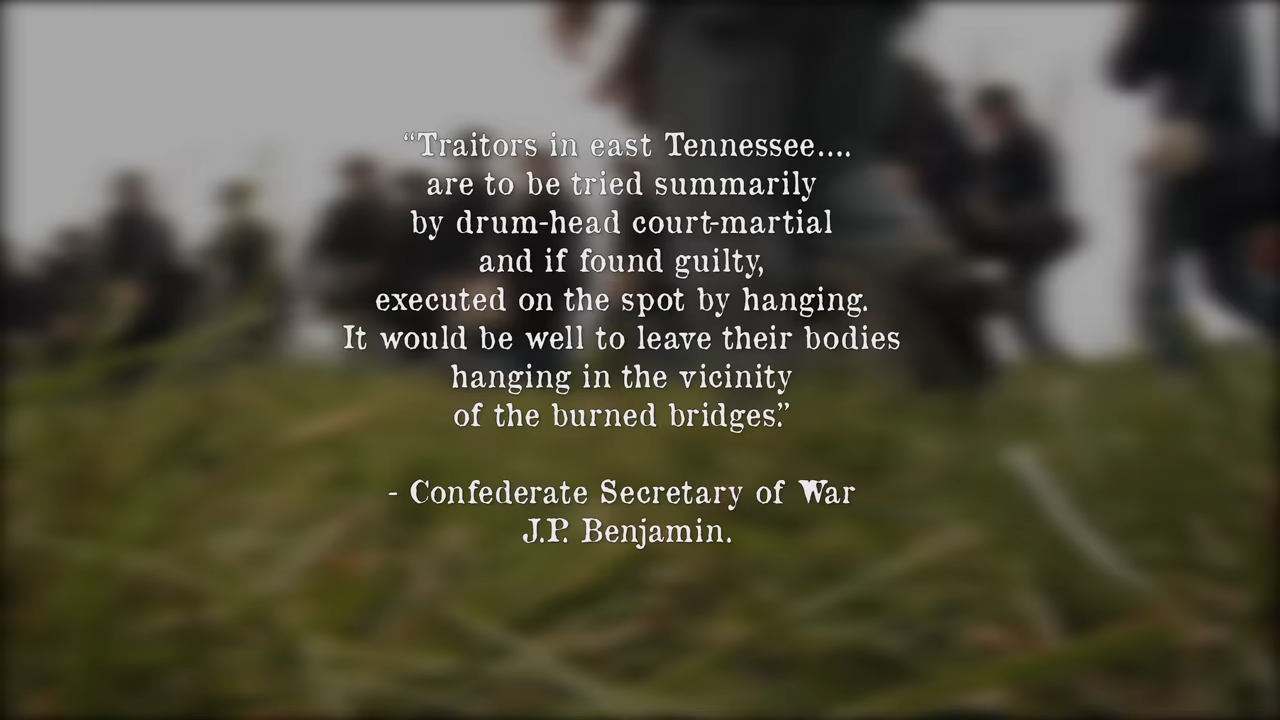 “Traitors in east Tennessee....
are to be tried summarily
by drum-head court-martial
and if found guilty,
executed on the spot by hanging.
It would be well to leave their bodies
hanging in the vicinity
of the burned bridges.”
- Confederate Secretary of War
J.P. Benjamin.